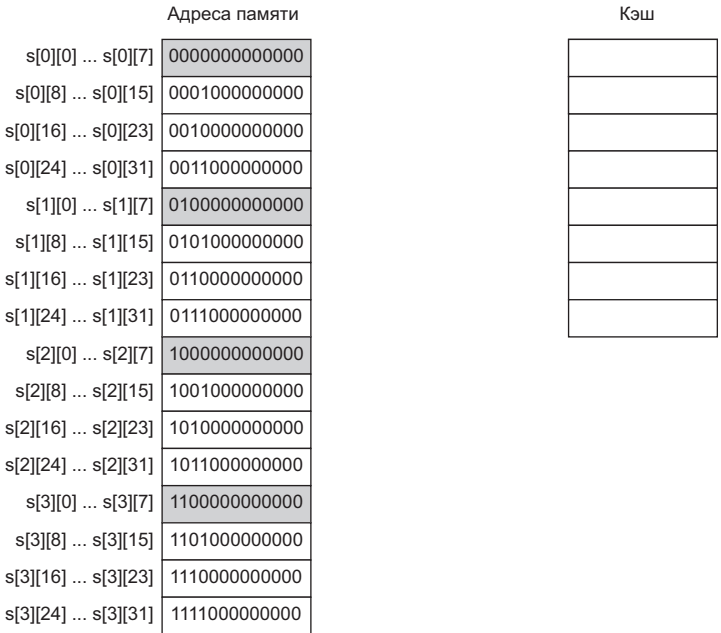 Адреса памяти Кэш
s[0][0] ... s[0][7] 0000000000000
s[0][8] ... s[0][15] 0001000000000
s[0][16] ... s[0][23] 0010000000000
s[0][24] ... s[0][31] 0011000000000
s[1][0] ... s[1][7] 0100000000000
s[1][8] ... s[1][15] 0101000000000
s[1][16] ... s[1][23] 0110000000000
s[1][24] ... s[1][31] 0111000000000
s[2][0] ... s[2][7] 1000000000000
s[2][8] ... s[2][15] 1001000000000
s[2][16] ... s[2][23] 1010000000000
s[2][24] ... s[2][31] 1011000000000
s[3][0] ... s[3][7] 1100000000000
s[3][8] ... s[3][15] 1101000000000
s[3][16] ... s[3][23] 1110000000000
s[3][24] ... s[3][31] 1111000000000